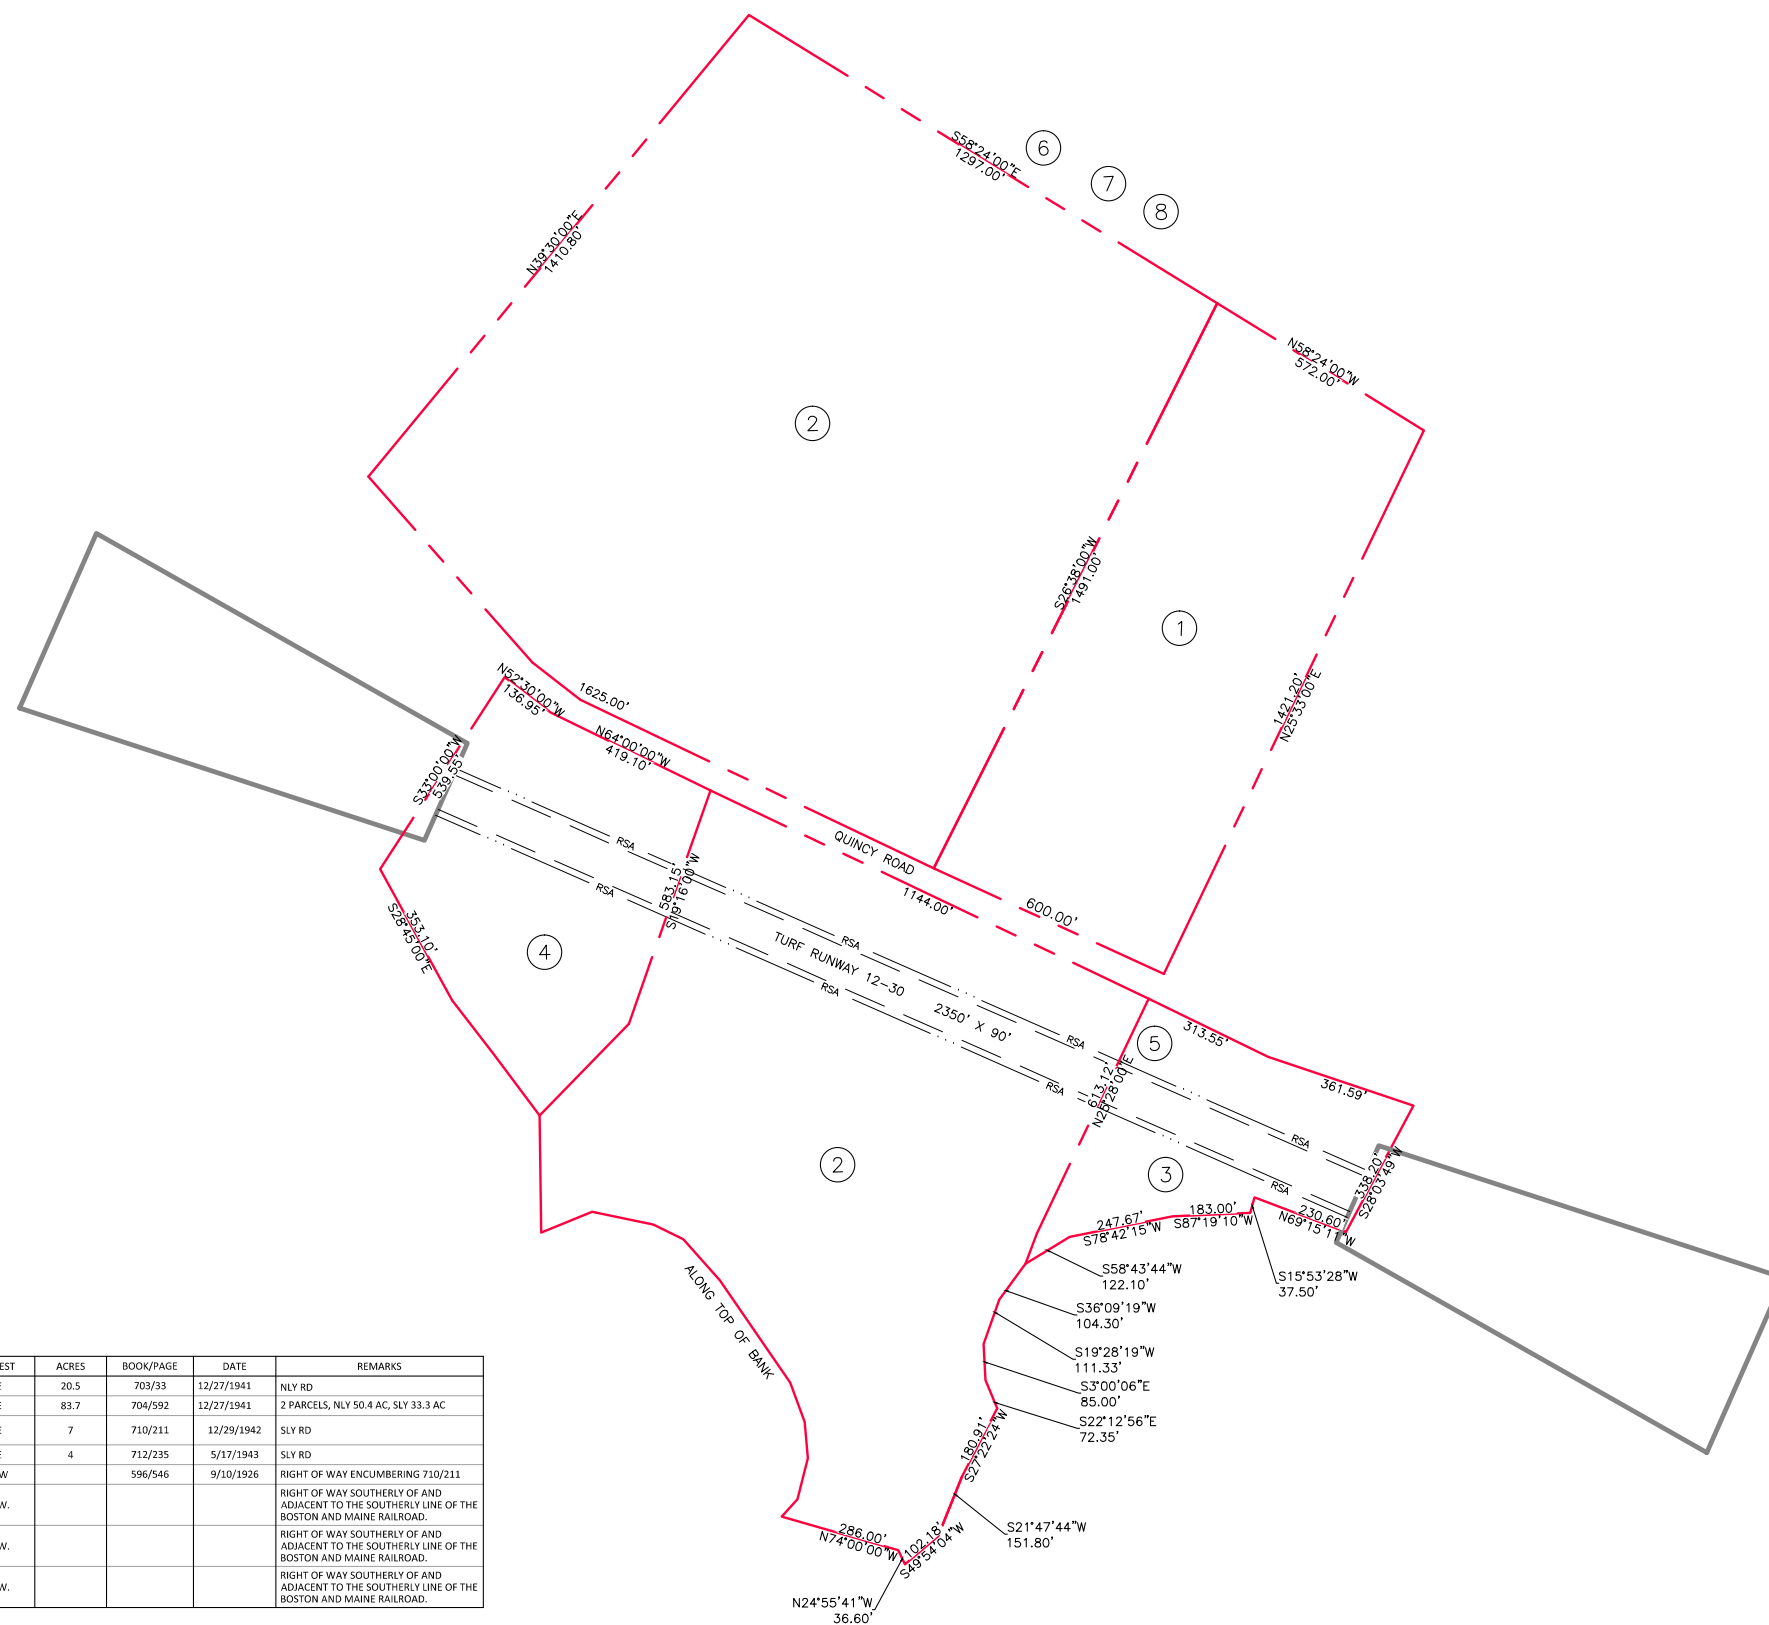 6
S58°24'00"E
1297.00'
7
8
N39°30'00"E
1410.80'
N58°24'00"W
572.00'
2
S26°38'00"W
1491.00'
1
1421.20'
N25°33'00"E
N52°30'00"W
136.95'
1625.00'
N64°00'00"W
419.10'
S33°00'00"W
539.55'
RSA
RSA
QUINCY ROAD
1144.00'
600.00'
583.15'
S19°16'00"W
353.10'
S28°45'00"E
4
RSA
TURF RUNWAY 12-30
2350' X 90'
RSA
RSA
RSA
5
313.55'
613.12'
361.59'
RSA
RSA
338.20'
S28°03'49"W
2
3
247.67'
S78°42'15"W
183.00'
S87°19'10"W
230.60'
N69°15'11"W
S58°43'44"W
122.10'
S15°53'28"W
37.50'
S36°09'19"W
104.30'
S19°28'19"W
111.33'
S3°00'06"E
85.00'
S22°12'56"E
72.35'
180.91'
S27°22'24"W
S21°47'44"W
151.80'
ALONG TOP OF BANK
286.00'
N74°00'00"W
102.18'
S49°54'04"W
N24°55'41"W
36.60'
EST ACRES BOOK/PAGE DATE REMARKS
E 20.5 703/33 12/27/1941 NLY RD
E 83.7 704/592 12/27/1941 2 PARCELS, NLY 50.4 AC, SLY 33.3 AC
E 7 710/211 12/29/1942 SLY RD
E 4 712/235 5/17/1943 SLY RD
W 596/546 9/10/1926 RIGHT OF WAY ENCUMBERING 710/211
W. RIGHT OF WAY SOUTHERLY OF AND
ADJACENT TO THE SOUTHERLY LINE OF THE
BOSTON AND MAINE RAILROAD.
W. RIGHT OF WAY SOUTHERLY OF AND
ADJACENT TO THE SOUTHERLY LINE OF THE
BOSTON AND MAINE RAILROAD.
W. RIGHT OF WAY SOUTHERLY OF AND
ADJACENT TO THE SOUTHERLY LINE OF THE
BOSTON AND MAINE RAILROAD.